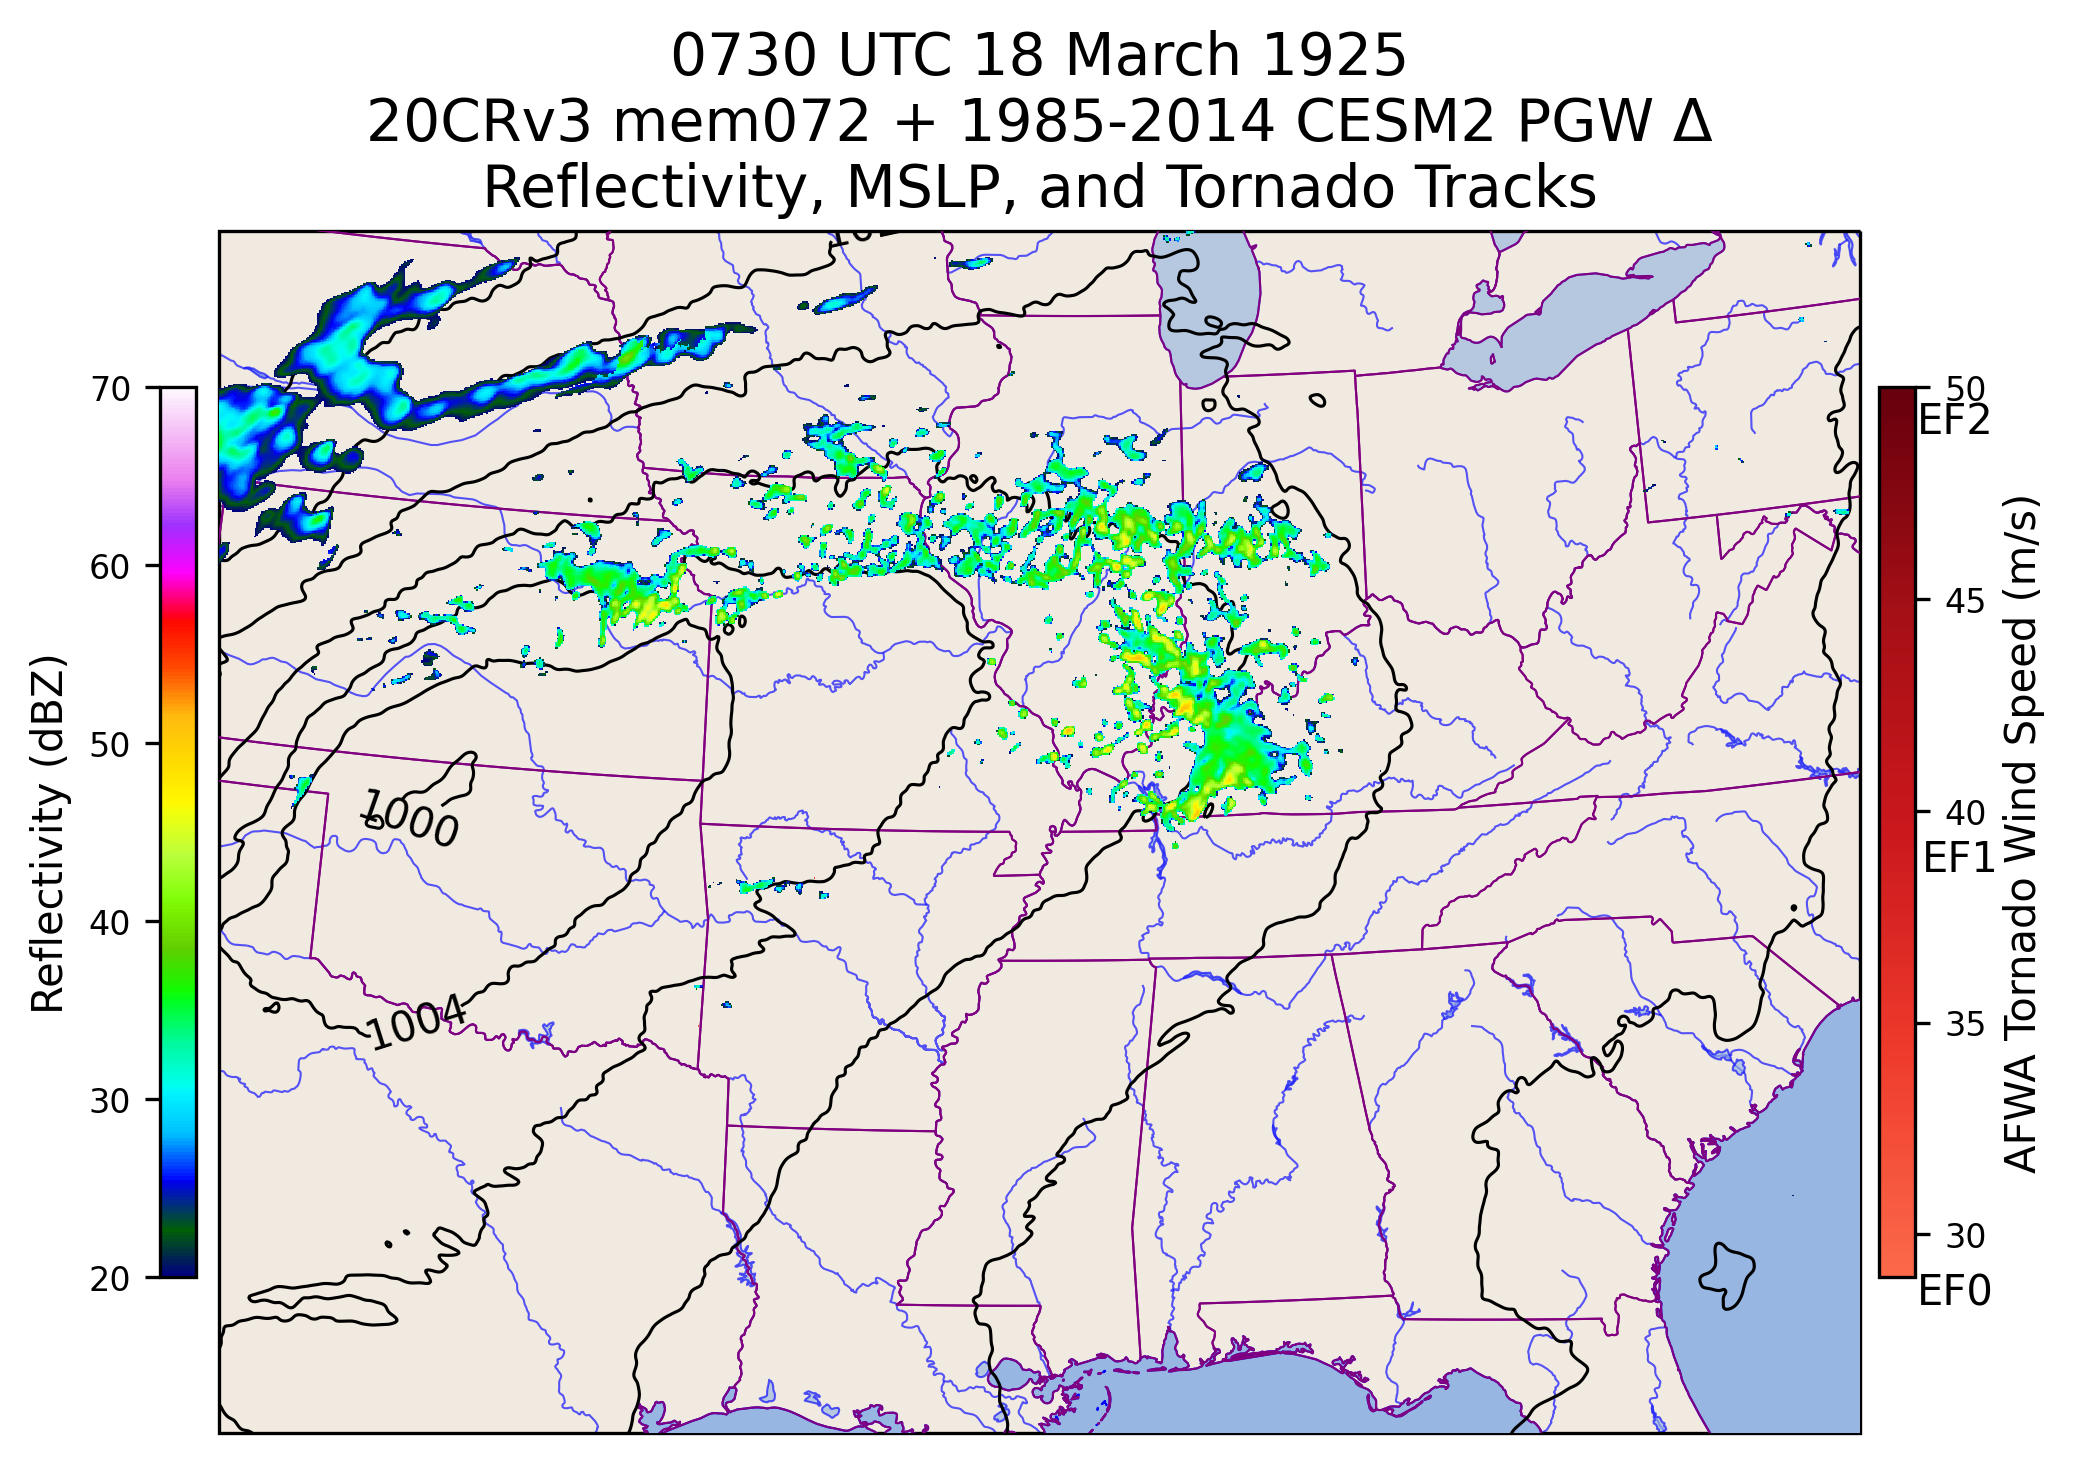 0730 UTC 18 March 1925
20CRv3 mem072 + 1985-2014 CESM2 PGW Δ
Reflectivity, MSLP, and Tornado Tracks
70
60
50
40
30
20
Reflectivity (dBZ)
1000
1004
50
EF2
45
40
EF1
35
30
EF0
AFWA Tornado Wind Speed (m/s)